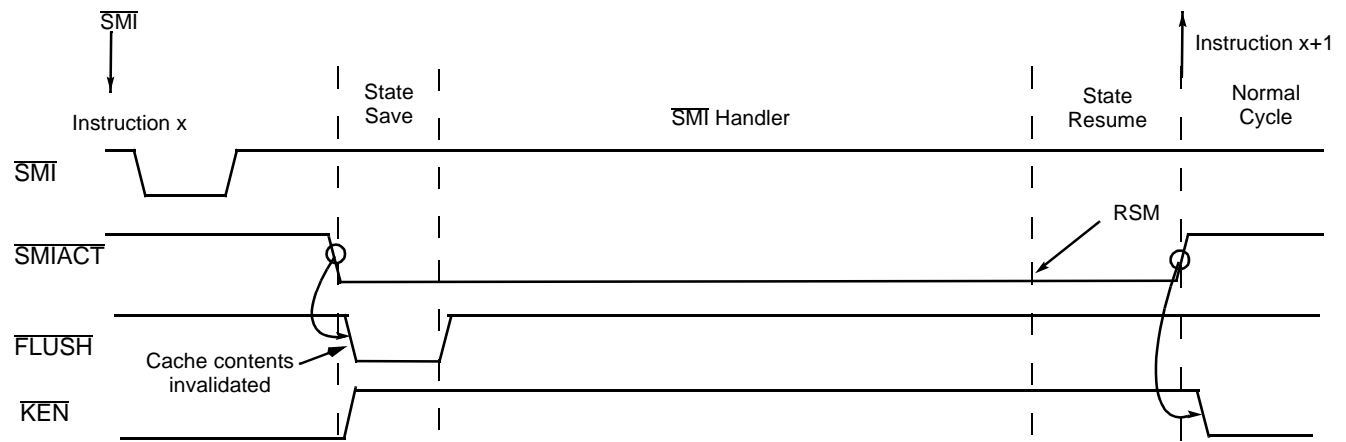 SMI
Instruction x+1
State
Save
SMI Handler
State
Resume
Normal
Cycle
Instruction x
SMI
RSM
SMIACT
FLUSH
Cache contents
invalidated
KEN